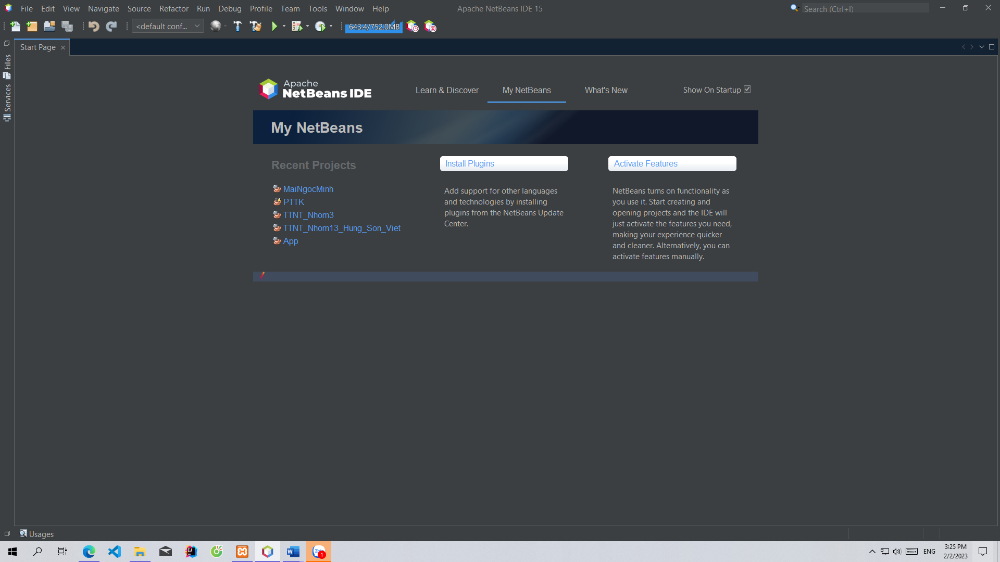 File Edit View Navigate Source Refactor Run Debug Profile Team Tools Window Help
Apache NetBeans IDE 15
Search (Ctrl+I)
<default conf...
643.4/752.0MB
Start Page
Files
Services
Apache
NetBeans IDE
Learn & Discover
My NetBeans
What's New
Show On Startup
My NetBeans
Recent Projects
MaiNgocMinh
PTTK
TTNT_Nhom3
TTNT_Nhom13_Hung_Son_Viet
App
Install Plugins
Add support for other languages
and technologies by installing
plugins from the NetBeans Update
Center.
Activate Features
NetBeans turns on functionality as
you use it. Start creating and
opening projects and the IDE will
just activate the features you need,
making your experience quicker
and cleaner. Alternatively, you can
activate features manually.
Usages
IJ
W
Zalo
1
ENG
3:25 PM
2/2/2023